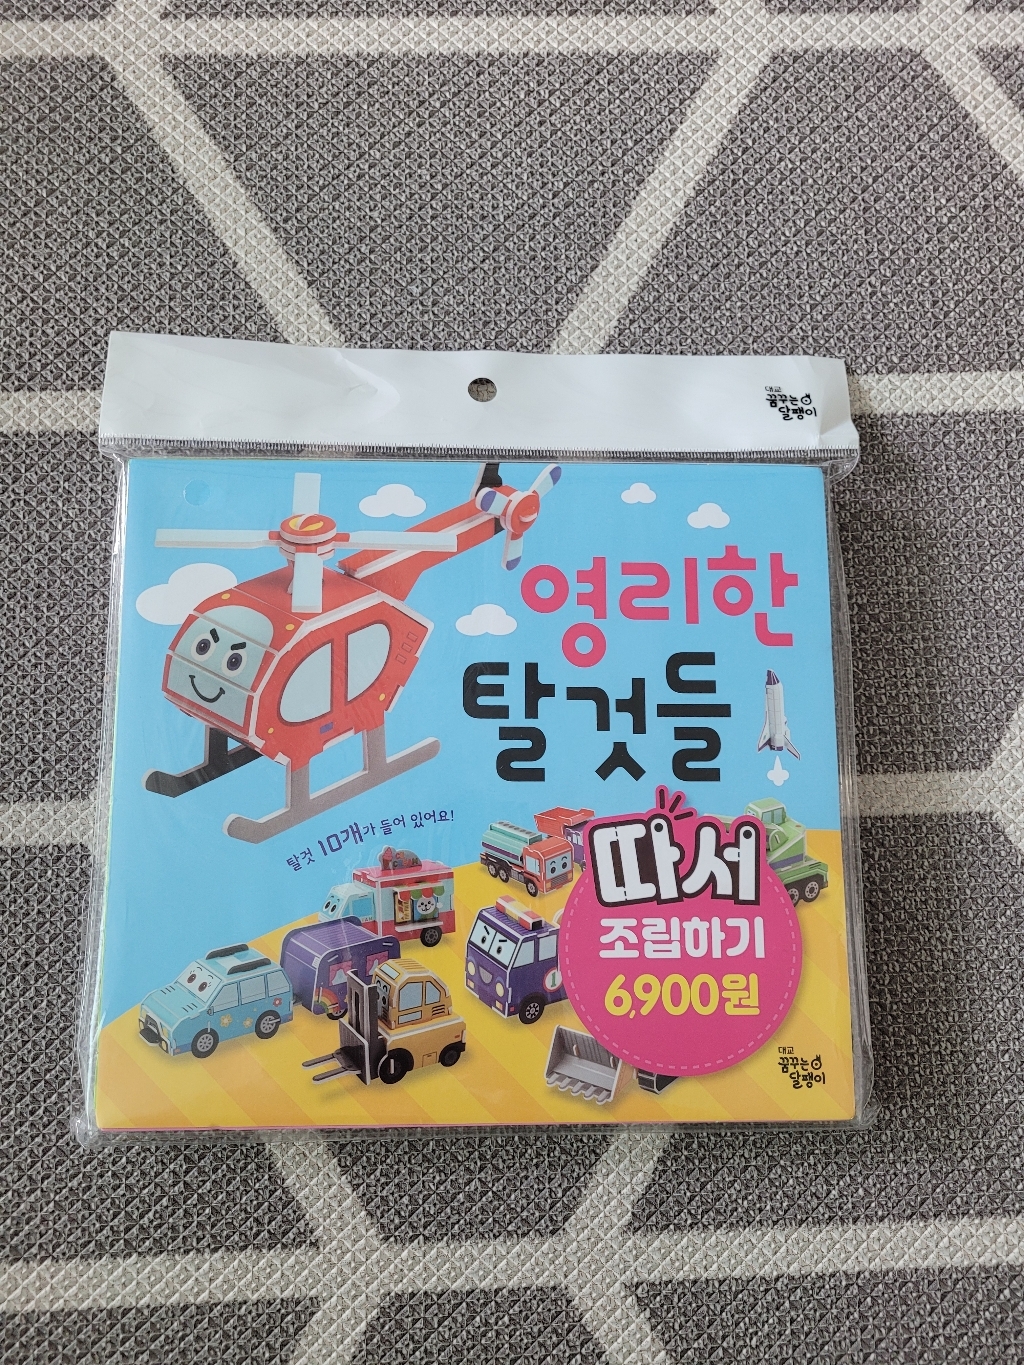 대교
꿈꾸는
달팽이
영리한
탈것들
탈것 10개가 들어 있어요!
따서
조립하기
6,900원
대교
꿈꾸는
달팽이